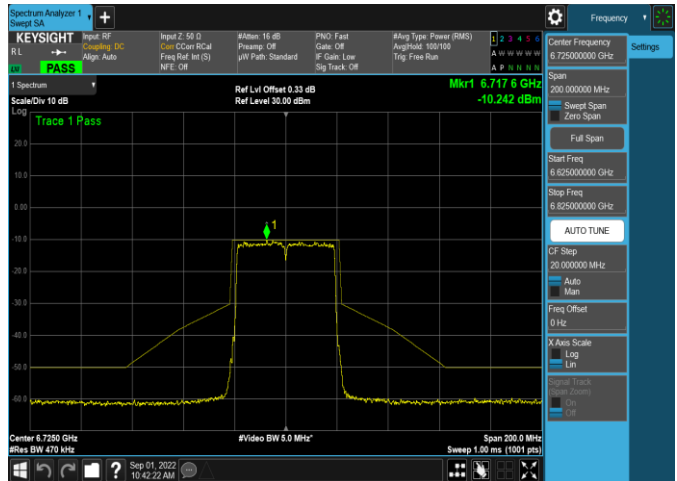 Spectrum Analyzer 1
Swept SA
Frequency
KEYSIGHT
RL
PASS
Input: RF
Coupling: DC
Align: Auto
Input Z: 50 Ω
Corr CCorr RCal
Freq Ref: Int (S)
NFE: Off
#Atten: 16 dB
Preamp: Off
µW Path: Standard
PNO: Fast
Gate: Off
IF Gain: Low
Sig Track: Off
#Avg Type: Power (RMS)
Avg|Hold: 100/100
Trig: Free Run
1 2 3 4 5 6
A W W W W W
A P N N N N
1 Spectrum
Scale/Div 10 dB
Log
Ref Lvl Offset 0.33 dB
Ref Level 30.00 dBm
Mkr1 6.717 6 GHz
-10.242 dBm
Trace 1 Pass
1
20.0
10.0
0.00
-10.0
-20.0
-30.0
-40.0
-50.0
-60.0
Center 6.7250 GHz
#Res BW 470 kHz
#Video BW 5.0 MHz*
Span 200.0 MHz
Sweep 1.00 ms (1001 pts)
Sep 01, 2022
10:42:22 AM
Center Frequency
6.725000000 GHz
Settings
Span
200.000000 MHz
Swept Span
Zero Span
Full Span
Start Freq
6.625000000 GHz
Stop Freq
6.825000000 GHz
AUTO TUNE
CF Step
20.000000 MHz
Auto
Man
Freq Offset
0 Hz
X Axis Scale
Log
Lin
Signal Track
(Span Zoom)
On
Off